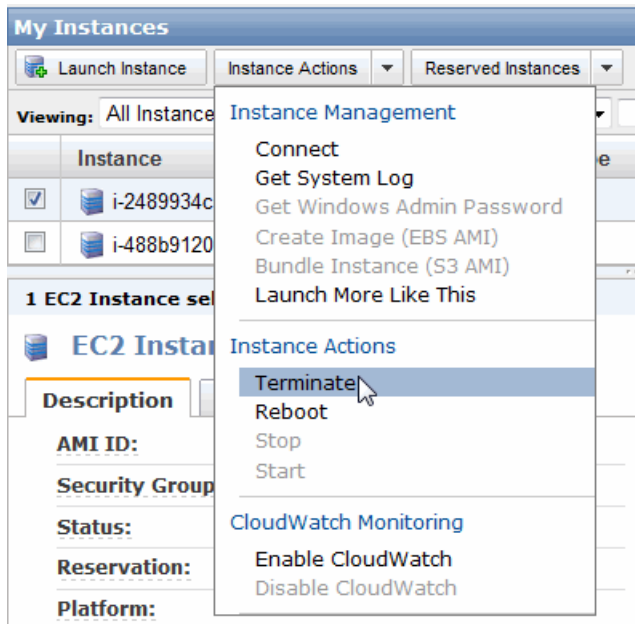 My Instances
Launch Instance Instance Actions Reserved Instances
Viewing: All Instance
Instance Management
Instance
Connect
Get System Log
i-2489934c
Get Windows Admin Password
Create Image (EBS AMI)
i-488b9120
Bundle Instance (S3 AMI)
Launch More Like This
1 EC2 Instance sel
EC2 Instan
Instance Actions
Terminate
Description
Reboot
AMI ID:
Stop
Start
Security Group
Status:
CloudWatch Monitoring
Reservation:
Enable CloudWatch
Disable CloudWatch
Platform: